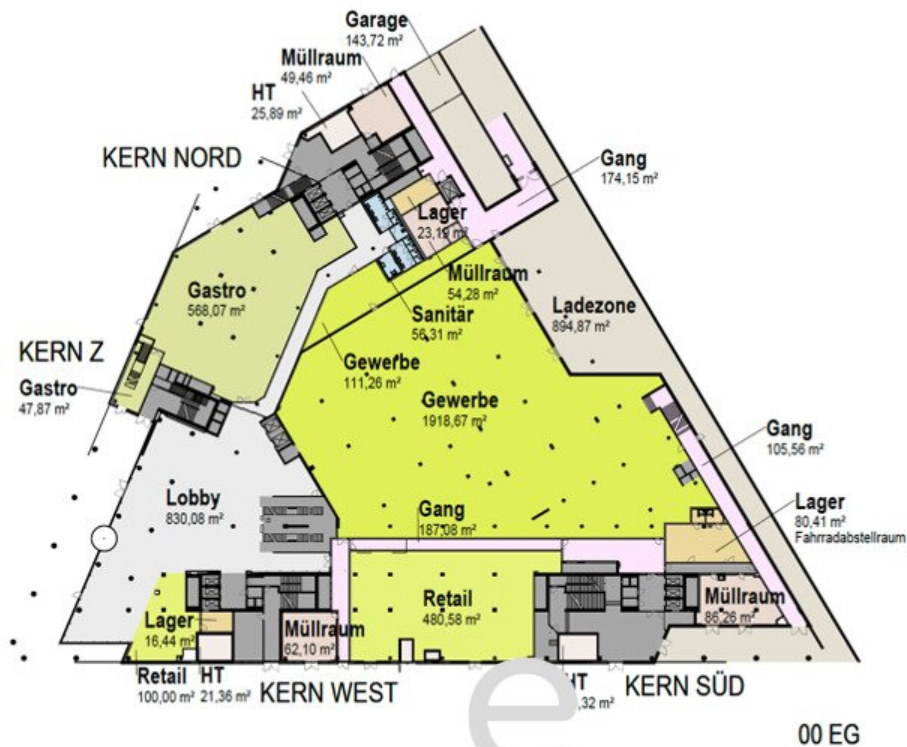 Garage
143,72 m²
Müllraum
49,46 m²
HT
25,89 m²
KERN NORD
Gang
174,15 m²
Lager
23,19 m²
Müllraum
54,28 m²
Gastro
568,07 m²
Ladezone
894,87 m²
Sanitär
56,31 m²
KERN Z
Gewerbe
111,26 m²
Gastro
47,87 m²
Gewerbe
1918,67 m²
Gang
105,56 m²
Lobby
830,08 m²
Gang
187,08 m²
Lager
80,41 m²
Fahrradabstellraum
Retail
480,58 m²
Müllraum
86,26 m²
Lager
16,44 m²
Müllraum
62,10 m²
Retail
100,00 m²
HT
21,36 m²
KERN WEST
e
KERN SÜD
00 EG